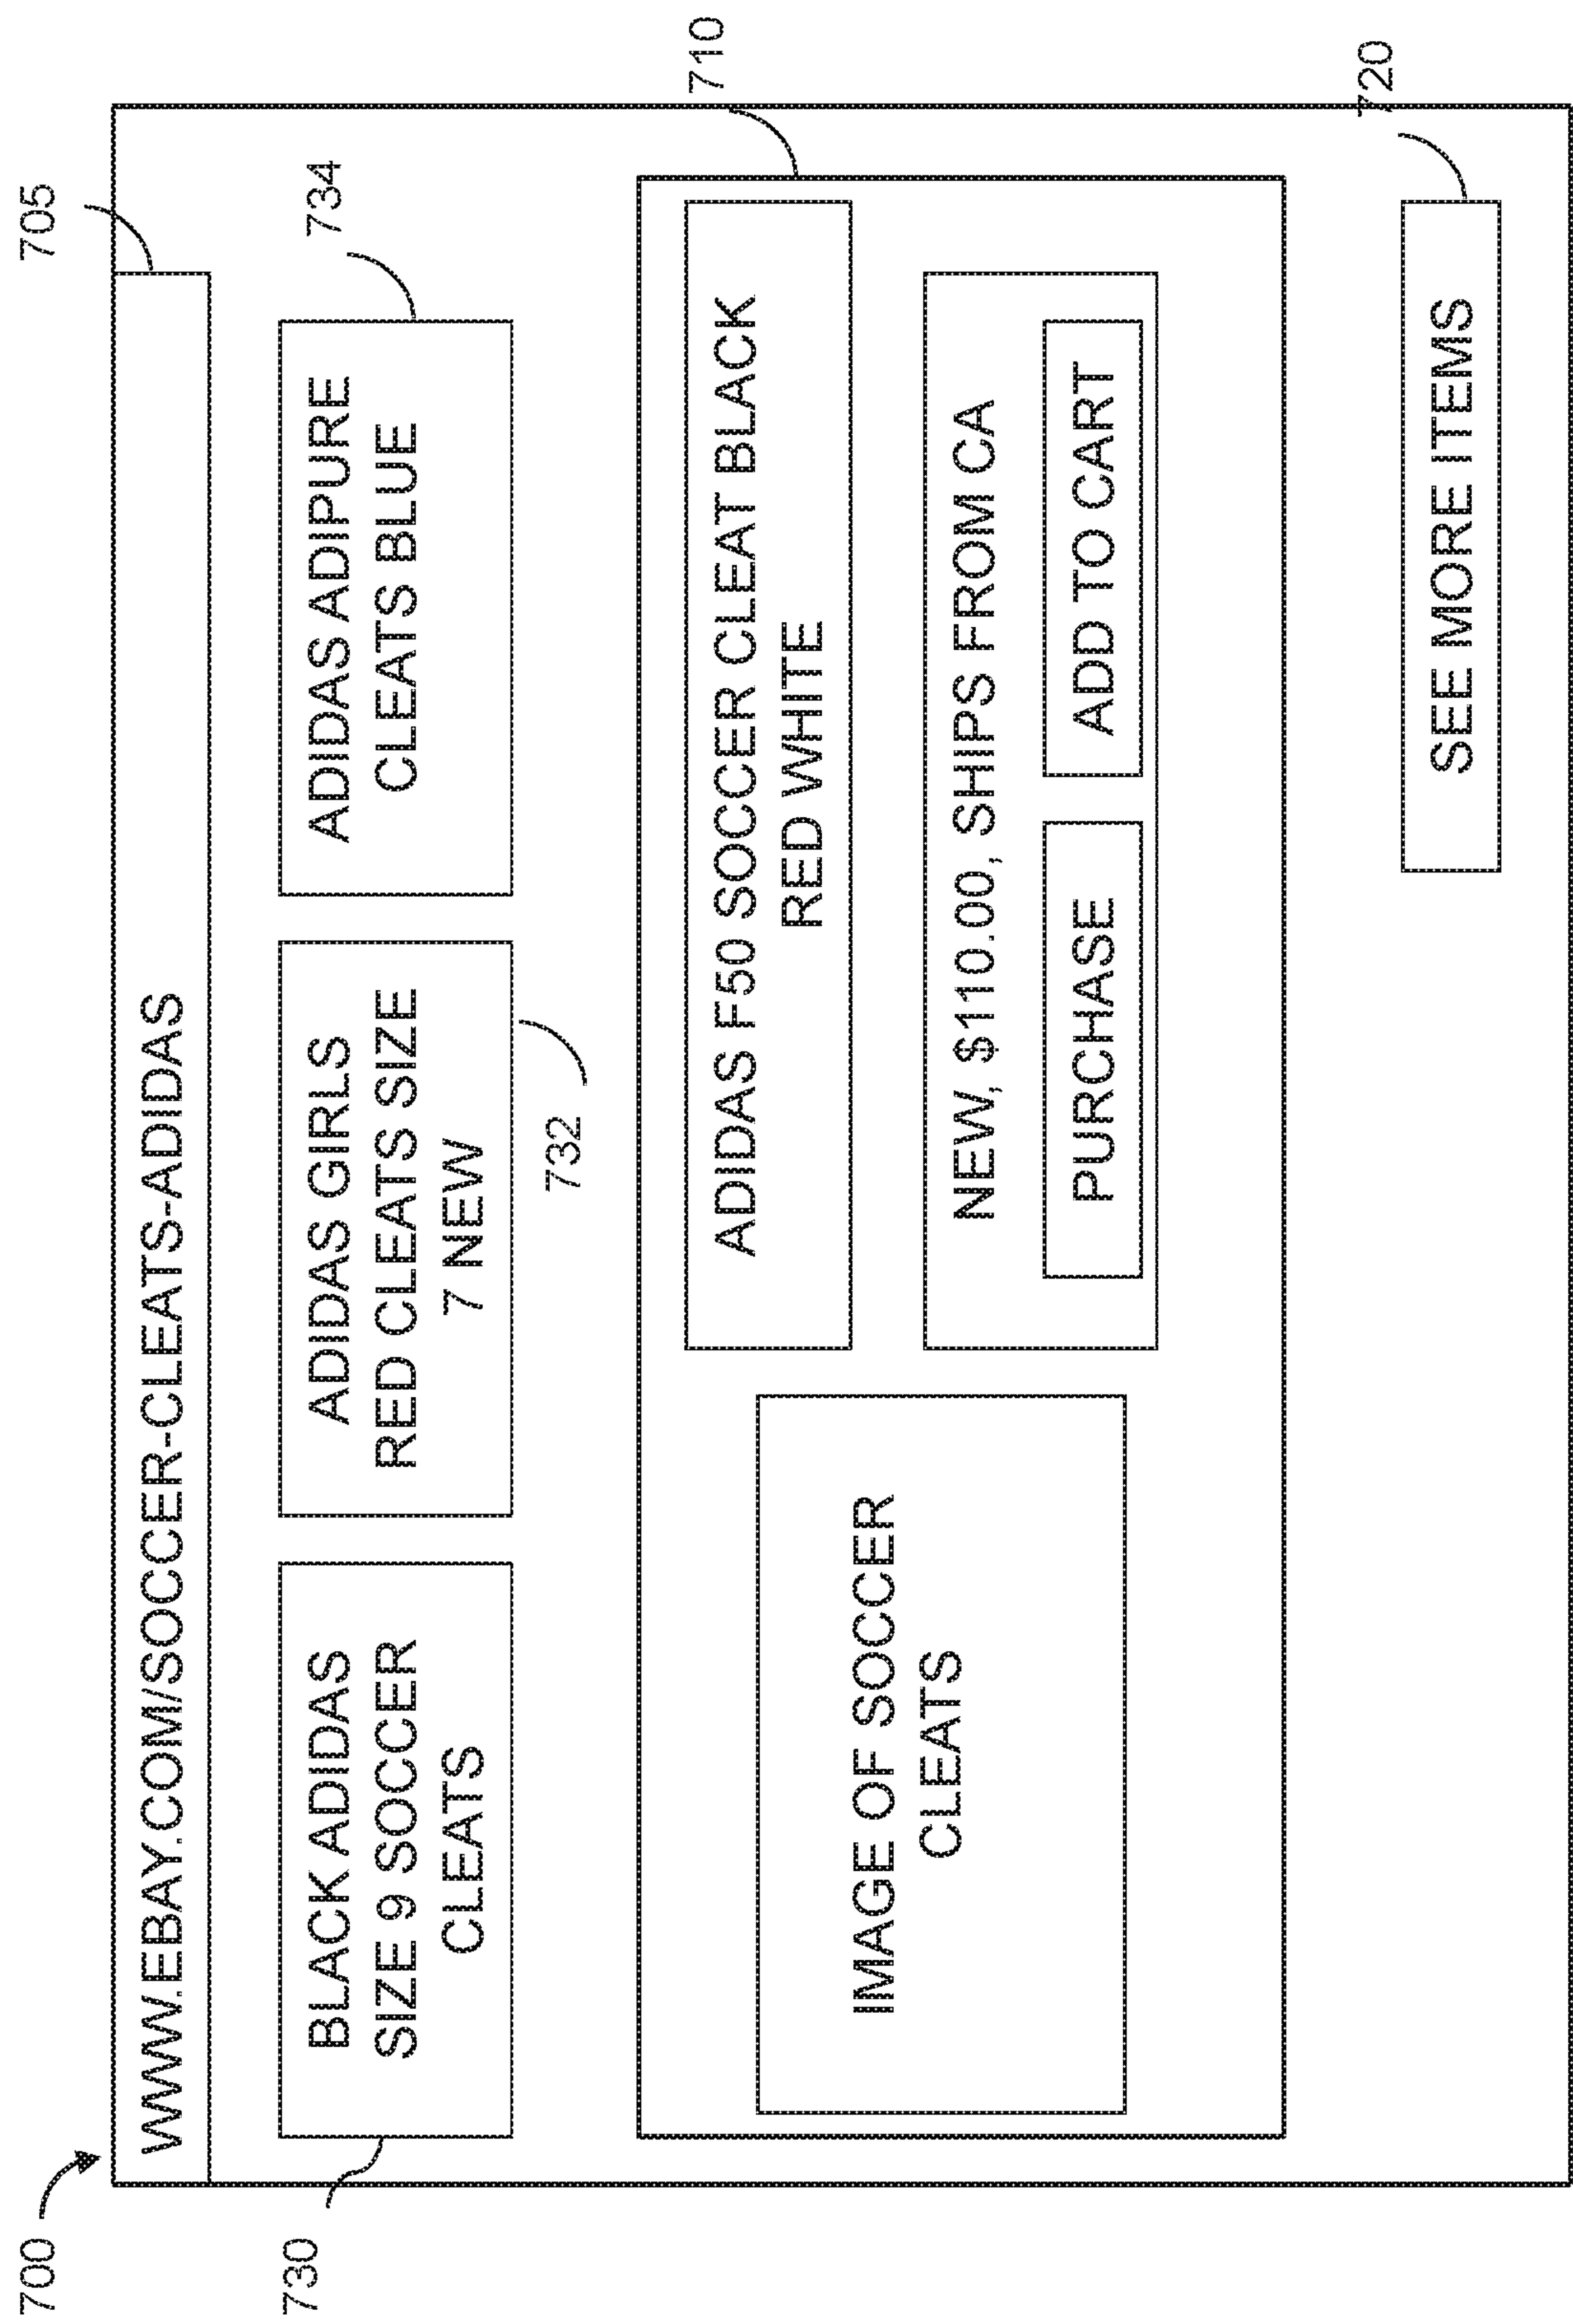 700
705
WWW.EBAY.COM/SOCCER-CLEATS-ADIDAS
730
BLACK ADIDAS
SIZE 9 SOCCER
CLEATS
ADIDAS GIRLS
RED CLEATS SIZE
7 NEW
732
ADIDAS ADIPURE
CLEATS BLUE
734
710
IMAGE OF SOCCER
CLEATS
ADIDAS F50 SOCCER CLEAT BLACK
RED WHITE
NEW, $110.00, SHIPS FROM CA
PURCHASE
ADD TO CART
720
SEE MORE ITEMS